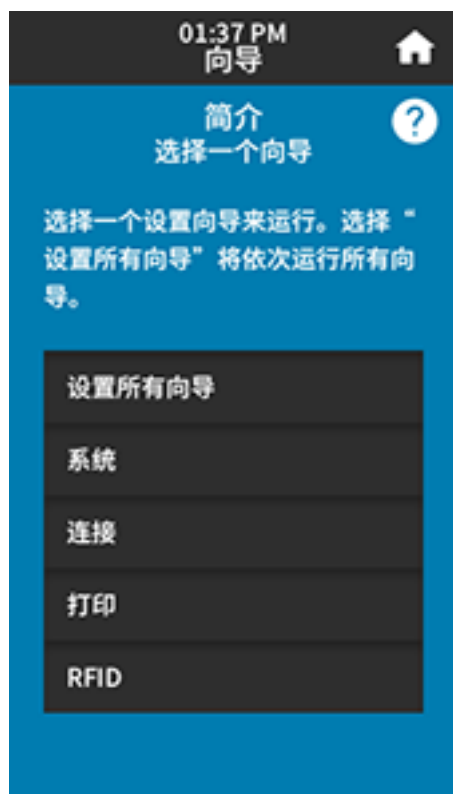 01:37 PM
向导
简介
?
选择一个向导
选择一个设置向导来运行。选择“
设置所有向导”将依次运行所有向
导。
设置所有向导
系统
连接
打印
RFID